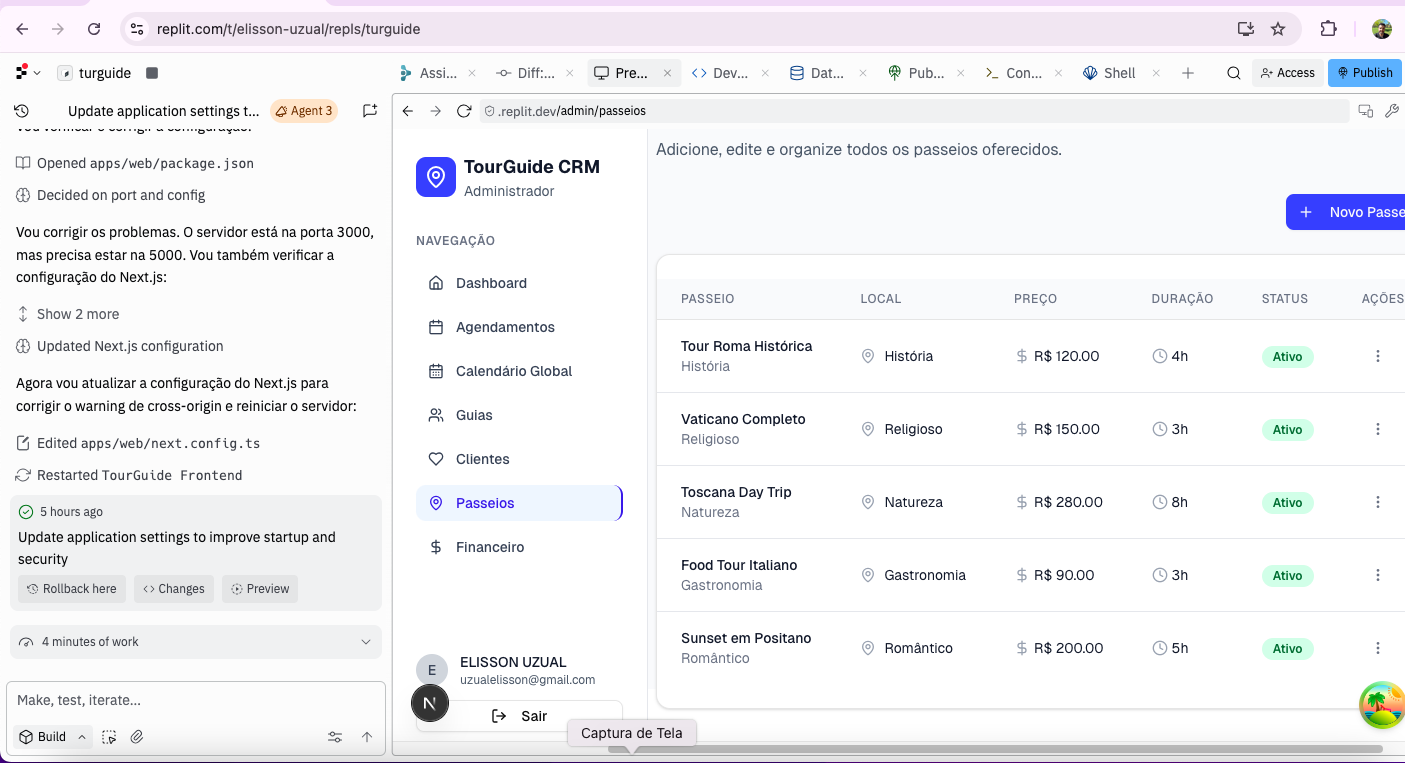 replit.com/t/elisson-uzual/repls/turguide
turguide
Assi...
Diff:...
Pre...
Dev...
Dat...
Pub...
Con...
Shell
Access
Publish
Update application settings t...
Agent 3
.replit.dev/admin/passeios
Vou verificar e corrigir a configuração:
Opened apps/web/package.json
Decided on port and config
Vou corrigir os problemas. O servidor está na porta 3000,
mas precisa estar na 5000. Vou também verificar a
configuração do Next.js:
Show 2 more
Updated Next.js configuration
Agora vou atualizar a configuração do Next.js para
corrigir o warning de cross-origin e reiniciar o servidor:
Edited apps/web/next.config.ts
Restarted TourGuide Frontend
5 hours ago
Update application settings to improve startup and
security
Rollback here
Changes
Preview
4 minutes of work
Make, test, iterate...
Build
TourGuide CRM
Administrador
NAVEGAÇÃO
Dashboard
Agendamentos
Calendário Global
Guias
Clientes
Passeios
Financeiro
E
ELISSON UZUAL
uzualelisson@gmail.com
N
Sair
Captura de Tela
Adicione, edite e organize todos os passeios oferecidos.
Novo Passe
PASSEIO LOCAL PREÇO DURAÇÃO STATUS AÇÕES
Tour Roma Histórica
História
História
R$ 120.00
4h
Ativo
Vaticano Completo
Religioso
Religioso
R$ 150.00
3h
Ativo
Toscana Day Trip
Natureza
Natureza
R$ 280.00
8h
Ativo
Food Tour Italiano
Gastronomia
Gastronomia
R$ 90.00
3h
Ativo
Sunset em Positano
Romântico
Romântico
R$ 200.00
5h
Ativo